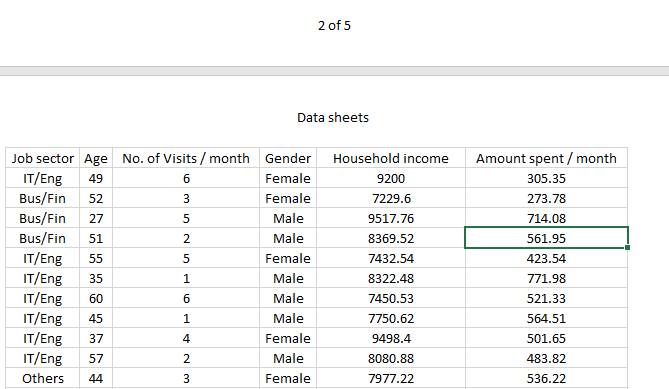 2 of 5
Data sheets
Job sector Age No. of Visits / month Gender Household income Amount spent / month
IT/Eng 49 6 Female 9200 305.35
Bus/Fin 52 3 Female 7229.6 273.78
Bus/Fin 27 5 Male 9517.76 714.08
Bus/Fin 51 2 Male 8369.52 561.95
IT/Eng 55 5 Female 7432.54 423.54
IT/Eng 35 1 Male 8322.48 771.98
IT/Eng 60 6 Male 7450.53 521.33
IT/Eng 45 1 Male 7750.62 564.51
IT/Eng 37 4 Female 9498.4 501.65
IT/Eng 57 2 Male 8080.88 483.82
Others 44 3 Female 7977.22 536.22